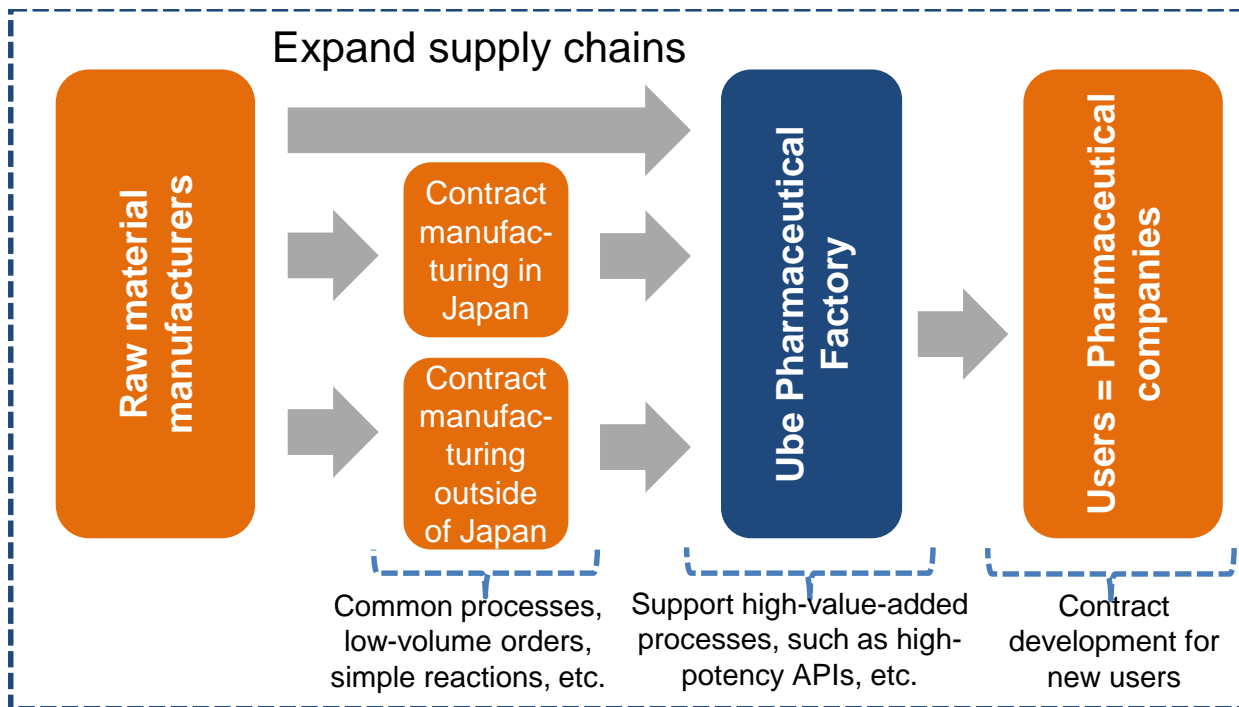 Expand supply chains
Raw material
manufacturers
Contract
manufac-
turing in
Japan
Contract
manufac-
turing
outside
of Japan
Ube Pharmaceutical
Factory
Users = Pharmaceutical
companies
Common processes,
low-volume orders,
simple reactions, etc.
Support high-value-added
processes, such as high-
potency APIs, etc.
Contract
development for
new users